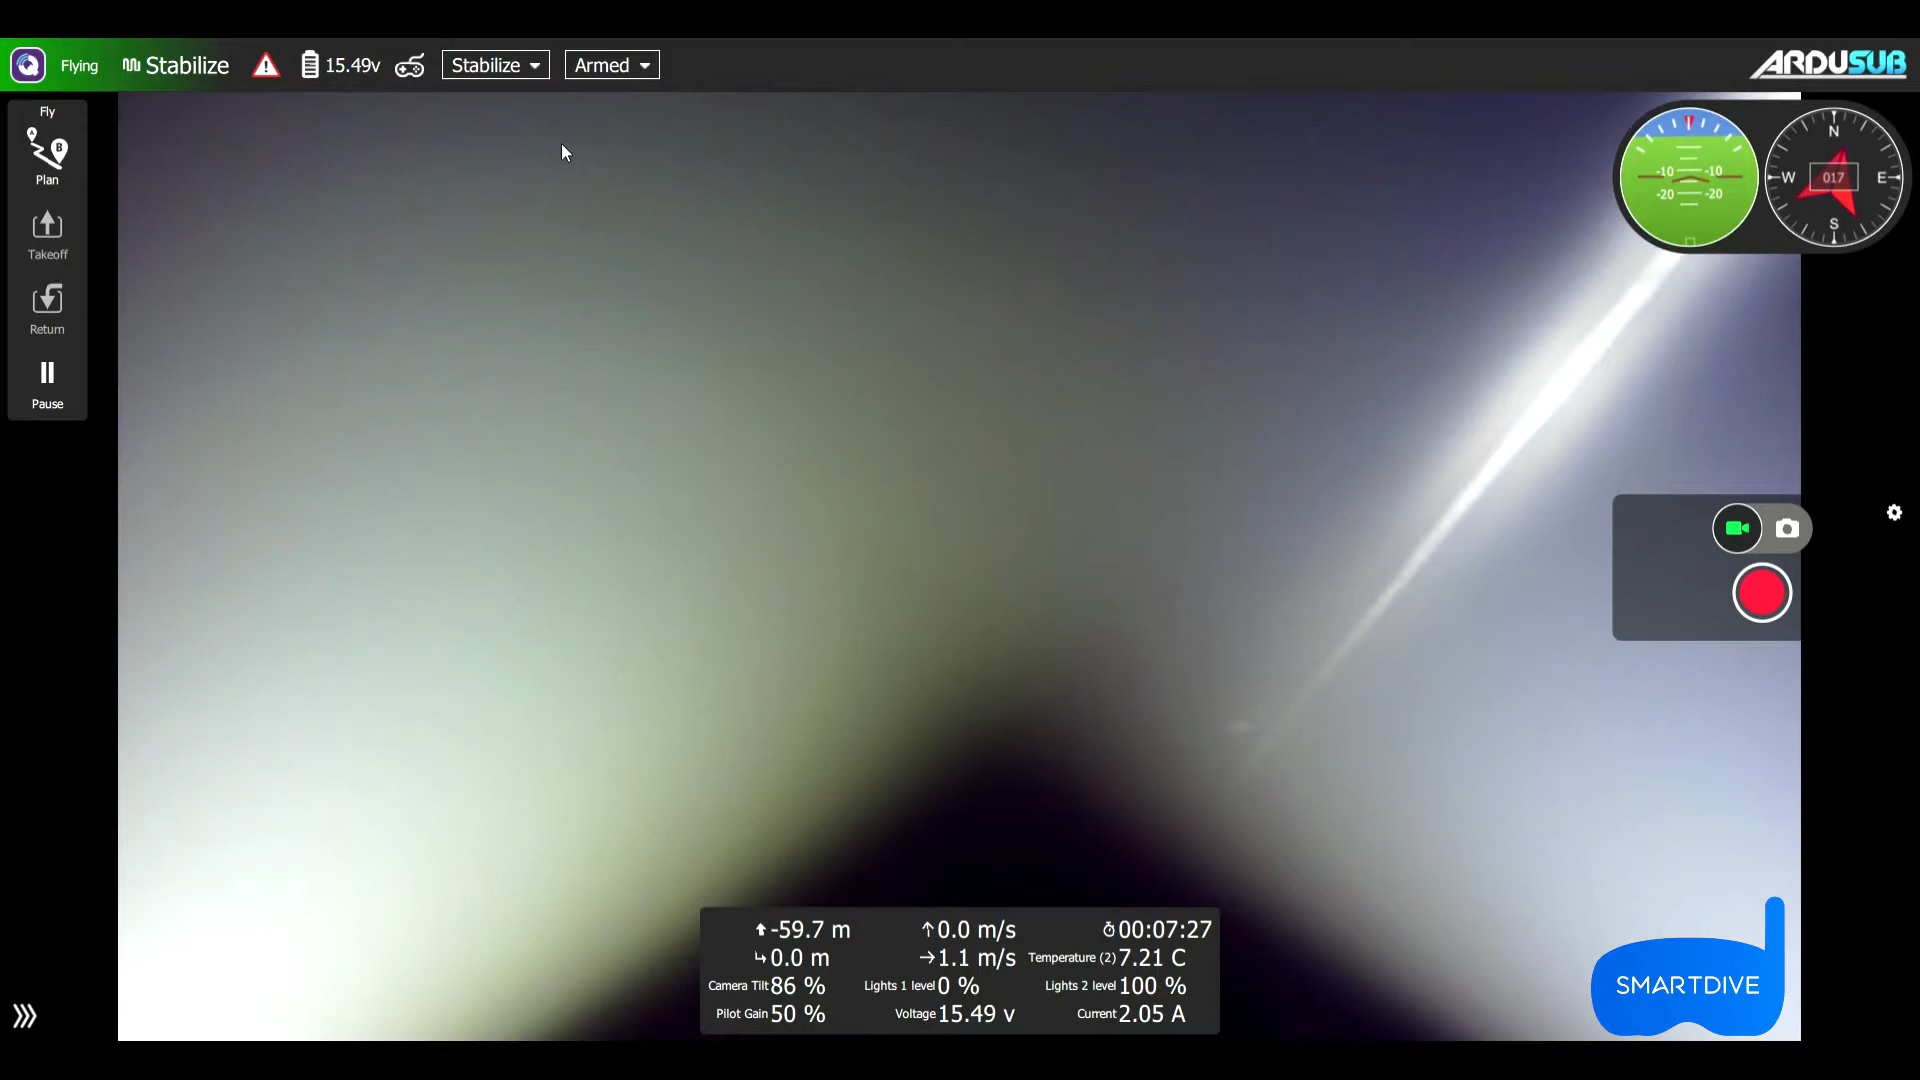 Flying
Stabilize
15.49v
Stabilize
Armed
ARDUSUB
Fly
Plan
Takeoff
Return
Pause
-10 -10
-20 -20
N
W 017 E
S
-59.7 m 0.0 m/s 00:07:27
0.0 m 1.1 m/s Temperature (2) 7.21 C
Camera Tilt 86 % Lights 1 level 0 % Lights 2 level 100 %
Pilot Gain 50 % Voltage 15.49 v Current 2.05 A
SMARTDIVE